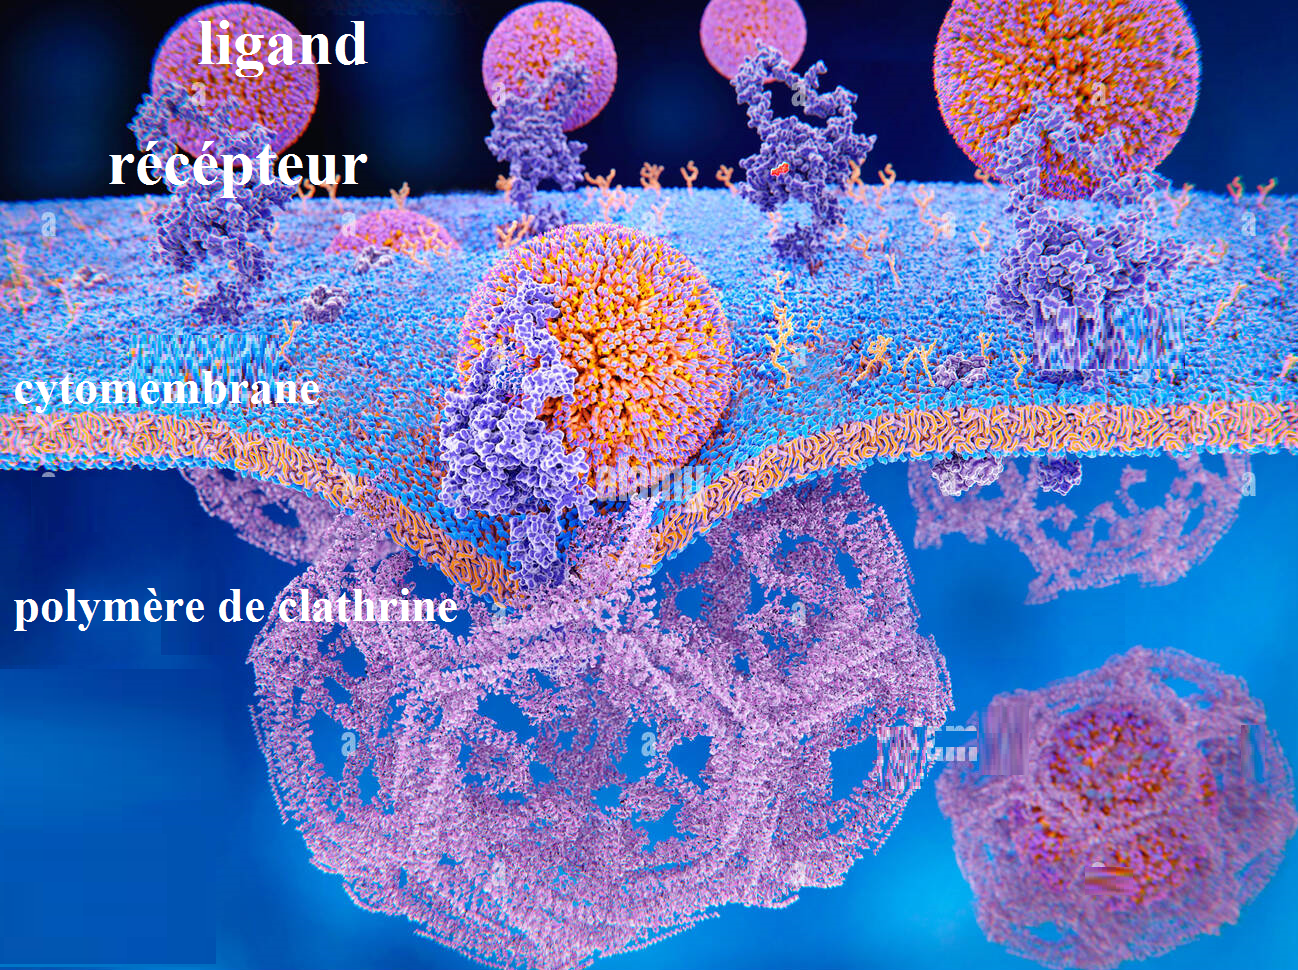 ligand
récépteur
cytomembrane
polymère de clathrine